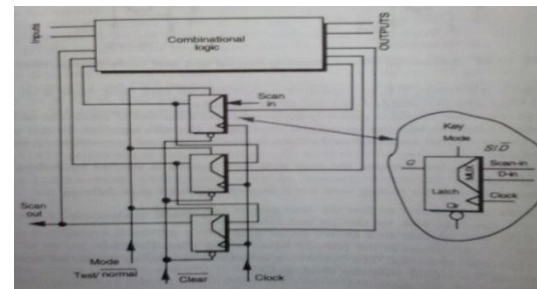 Inputs
Combinational
logic
OUTPUTS
Scan
in
Key
Mode
S/D̅
Q
MUX
Scan-in
D-in
Latch
Clock
Clr
Scan
out
Mode
Test/normal
Clear
Clock